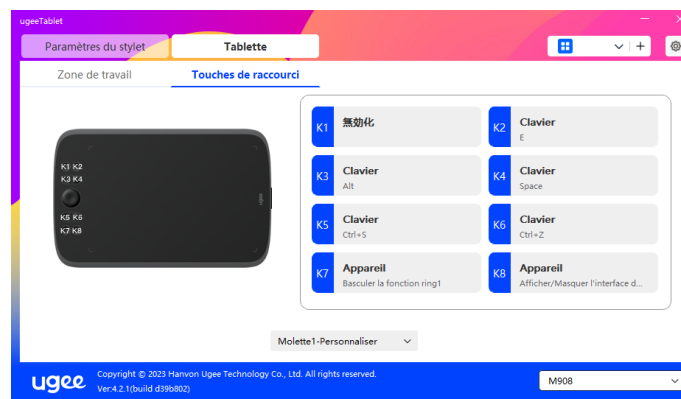 ugeeTablet
Paramètres du stylet
Tablette
Zone de travail
Touches de raccourci
K1 K2
K3 K4
K5 K6
K7 K8
ugee
K1
無効化
K2
Clavier
E
K3
Clavier
Alt
K4
Clavier
Space
K5
Clavier
Ctrl+S
K6
Clavier
Ctrl+Z
K7
Appareil
Basculer la fonction ring1
K8
Appareil
Afficher/Masquer l'interface d...
Molette1-Personnaliser
ugee
Copyright © 2023 Hanvon Ugee Technology Co., Ltd. All rights reserved.
Ver:4.2.1(build d39b802)
M908